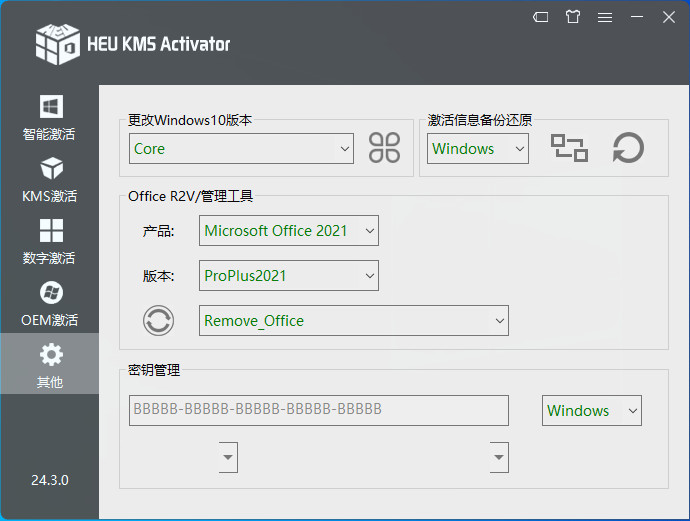 HEU KMS Activator
智能激活
KMS激活
数字激活
OEM激活
其他
24.3.0
更改Windows10版本
Core
激活信息备份还原
Windows
Office R2V/管理工具
产品:
Microsoft Office 2021
版本:
ProPlus2021
Remove_Office
密钥管理
BBBBB-BBBBB-BBBBB-BBBBB-BBBBB
Windows